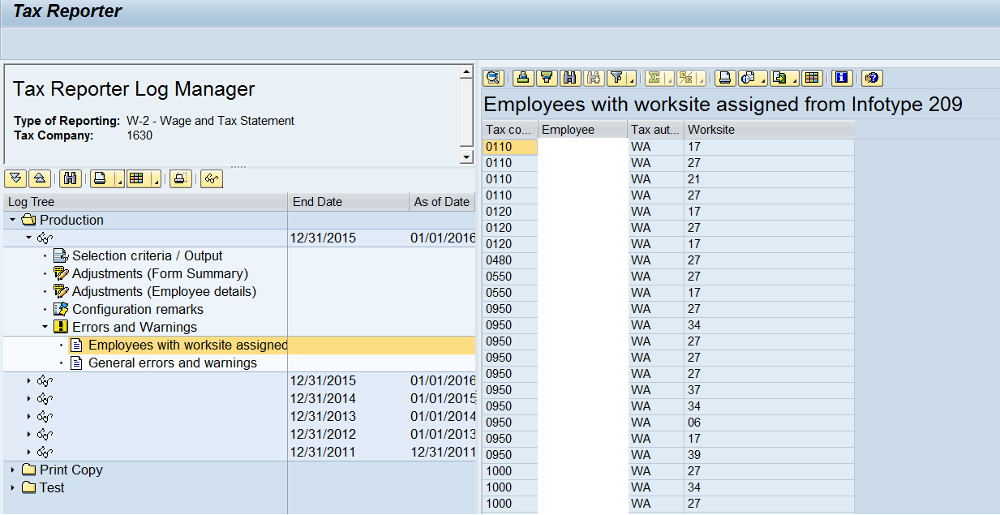 Tax Reporter
Tax Reporter Log Manager
Type of Reporting: W-2 - Wage and Tax Statement
Tax Company: 1630
Log Tree End Date As of Date
Production
12/31/2015 01/01/2016
Selection criteria / Output
Adjustments (Form Summary)
Adjustments (Employee details)
Configuration remarks
Errors and Warnings
Employees with worksite assigned
General errors and warnings
12/31/2015 01/01/2016
12/31/2014 01/01/2015
12/31/2013 01/01/2014
12/31/2012 01/01/2013
12/31/2011 12/31/2011
Print Copy
Test
Employees with worksite assigned from Infotype 209
Tax co... Employee Tax aut... Worksite
0110 WA 17
0110 WA 27
0110 WA 21
0110 WA 27
0120 WA 17
0120 WA 27
0120 WA 17
0480 WA 27
0550 WA 27
0550 WA 17
0950 WA 27
0950 WA 34
0950 WA 27
0950 WA 27
0950 WA 27
0950 WA 37
0950 WA 34
0950 WA 06
0950 WA 17
0950 WA 39
1000 WA 27
1000 WA 34
1000 WA 27